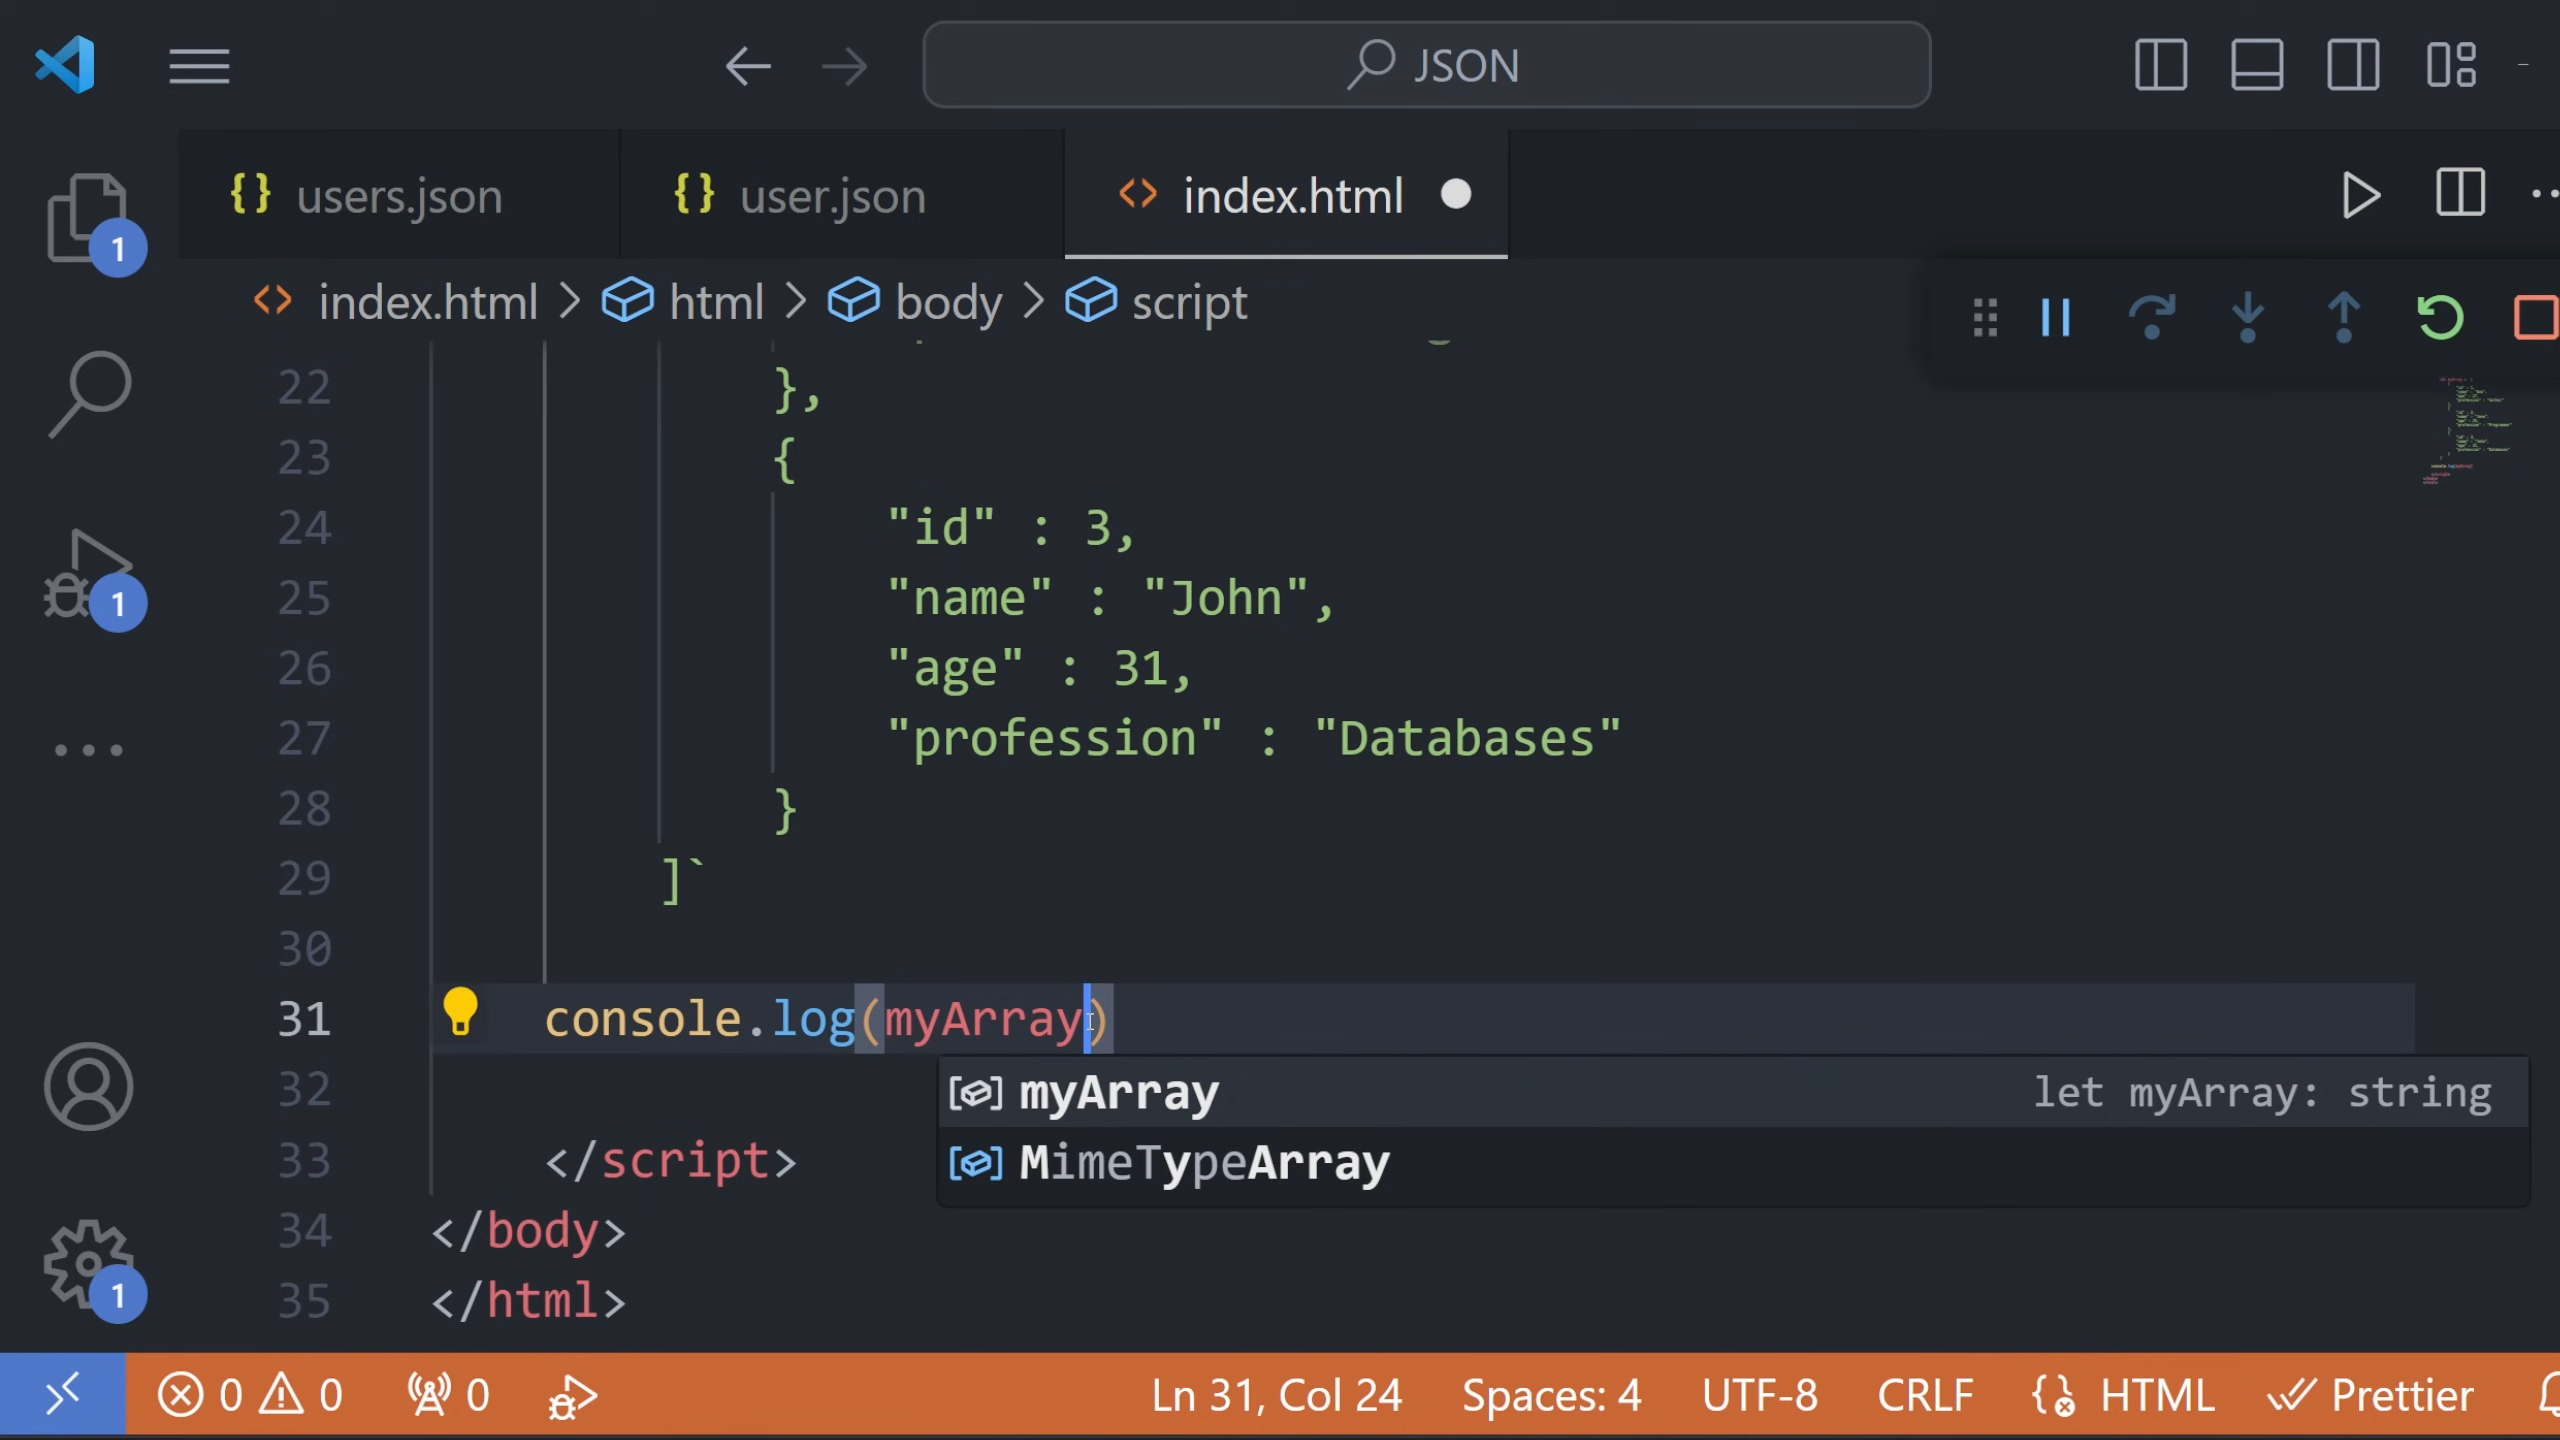 JSON
users.json
user.json
index.html
index.html > html > body > script
22 },
23 {
24 "id" : 3,
25 "name" : "John",
26 "age" : 31,
27 "profession" : "Databases"
28 }
29 ]`
30
31 console.log(myArray)
myArray let myArray: string
MimeTypeArray
32
33 </script>
34 </body>
35 </html>
1
1
1
0 0 0 Ln 31, Col 24 Spaces: 4 UTF-8 CRLF HTML Prettier